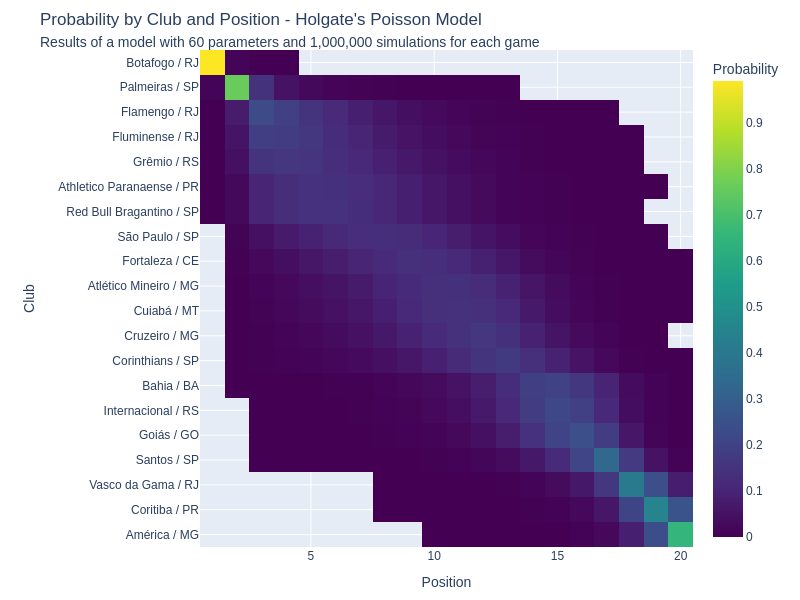 Probability by Club and Position - Holgate's Poisson Model
Results of a model with 60 parameters and 1,000,000 simulations for each game
Probability
Botafogo / RJ
Palmeiras / SP
Flamengo / RJ
Fluminense / RJ
Grêmio / RS
Athletico Paranaense / PR
Red Bull Bragantino / SP
São Paulo / SP
Fortaleza / CE
Atlético Mineiro / MG
Cuiabá / MT
Cruzeiro / MG
Corinthians / SP
Bahia / BA
Internacional / RS
Goiás / GO
Santos / SP
Vasco da Gama / RJ
Coritiba / PR
América / MG
Club
5
10
15
20
Position
0.9
0.8
0.7
0.6
0.5
0.4
0.3
0.2
0.1
0